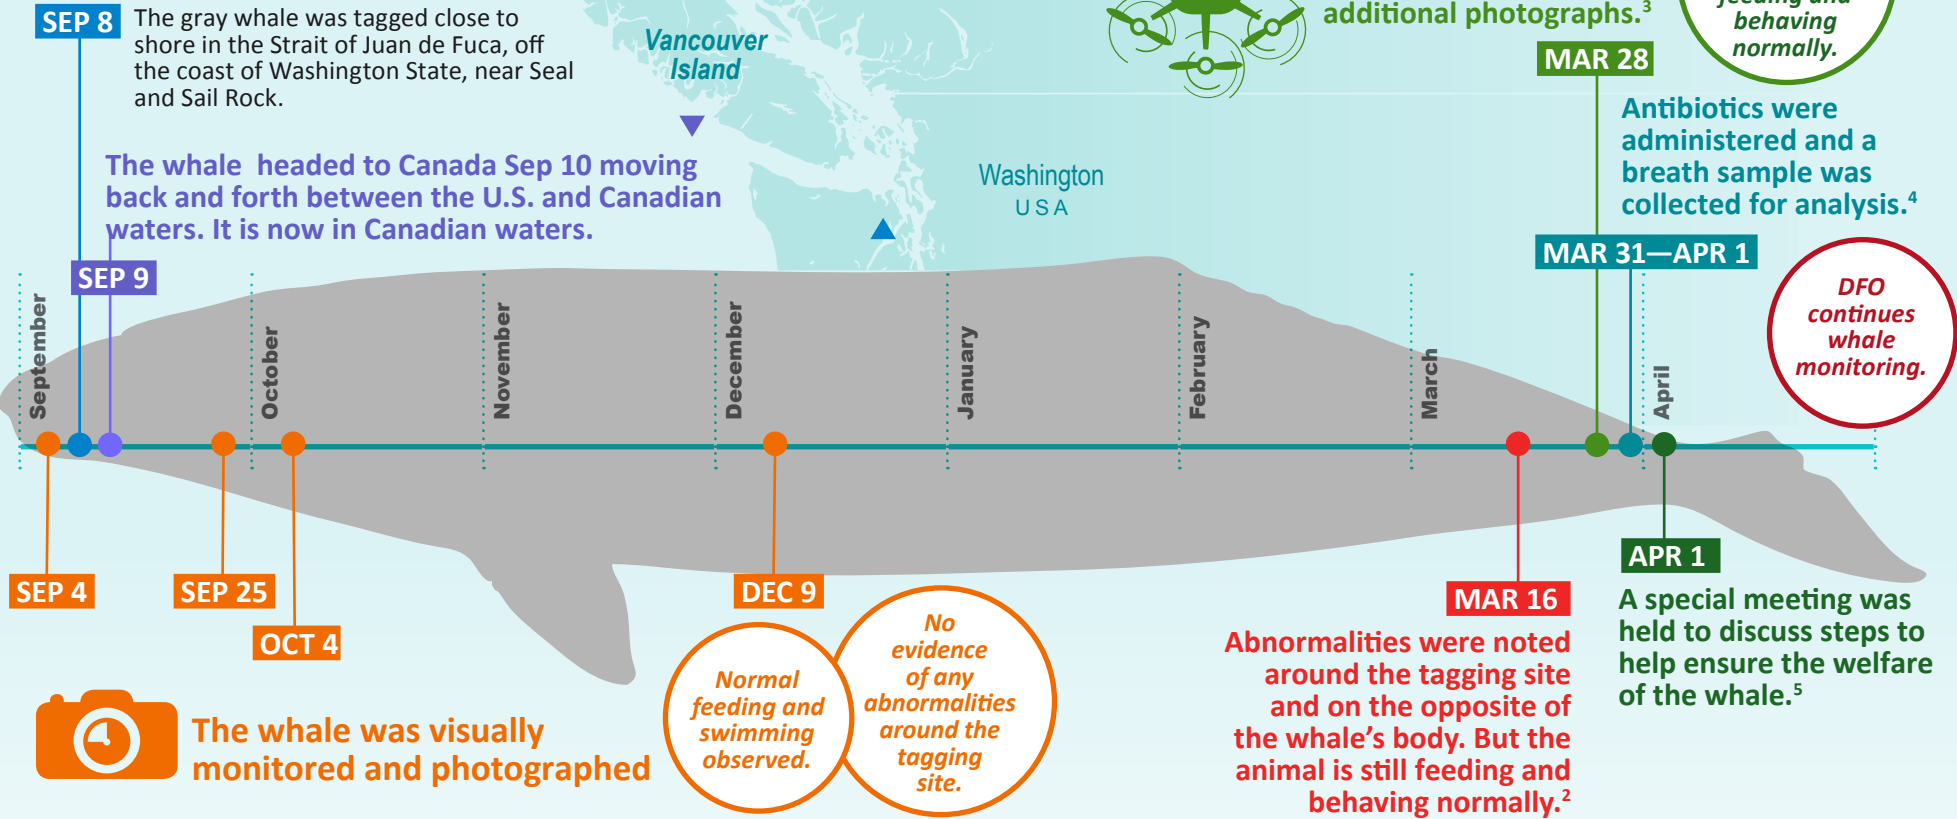 SEP 8
The gray whale was tagged close to
shore in the Strait of Juan de Fuca, off
the coast of Washington State, near Seal
and Sail Rock.
The whale  headed to Canada Sep 10 moving
back and forth between the U.S. and Canadian
waters. It is now in Canadian waters.
SEP 9
Vancouver
Island
Washington
USA
additional photographs.3
feeding and
behaving
normally.
MAR 28
Antibiotics were
administered and a
breath sample was
collected for analysis.4
MAR 31—APR 1
DFO
continues
whale
monitoring.
September
October
November
December
January
February
March
April
SEP 4
SEP 25
OCT 4
DEC 9
MAR 16
APR 1
The whale was visually
monitored and photographed
Normal
feeding and
swimming
observed.
No
evidence
of any
abnormalities
around the
tagging
site.
Abnormalities were noted
around the tagging site
and on the opposite of
the whale's body. But the
animal is still feeding and
behaving normally.2
A special meeting was
held to discuss steps to
help ensure the welfare
of the whale.5